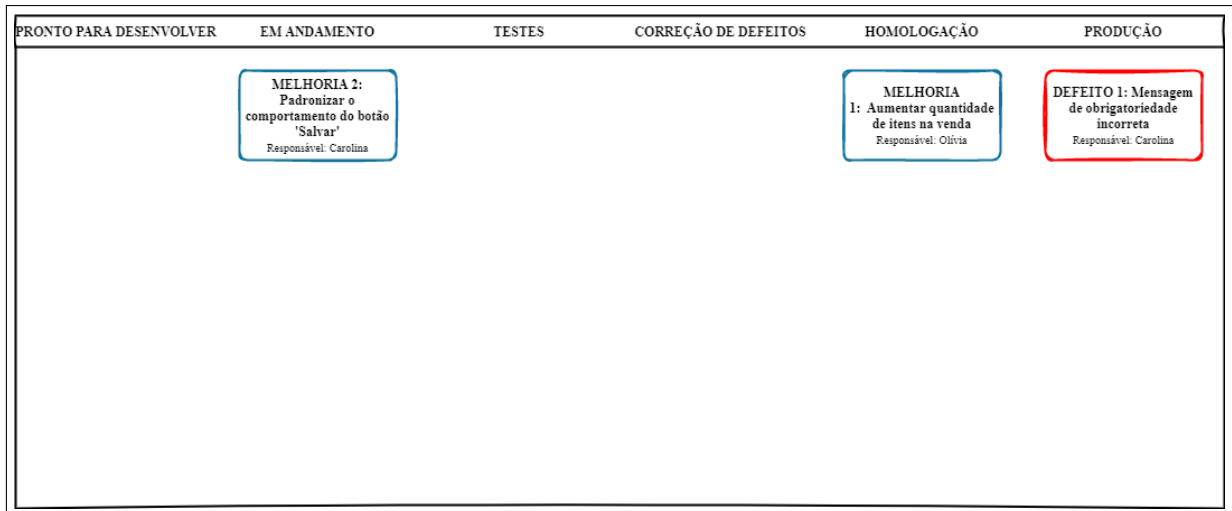 PRONTO PARA DESENVOLVER
EM ANDAMENTO
TESTES
CORREÇÃO DE DEFEITOS
HOMOLOGAÇÃO
PRODUÇÃO
MELHORIA 2:
Padronizar o
comportamento do botão
'Salvar'
Responsável: Carolina
MELHORIA
1: Aumentar quantidade
de itens na venda
Responsável: Olívia
DEFEITO 1: Mensagem
de obrigatoriedade
incorreta
Responsável: Carolina